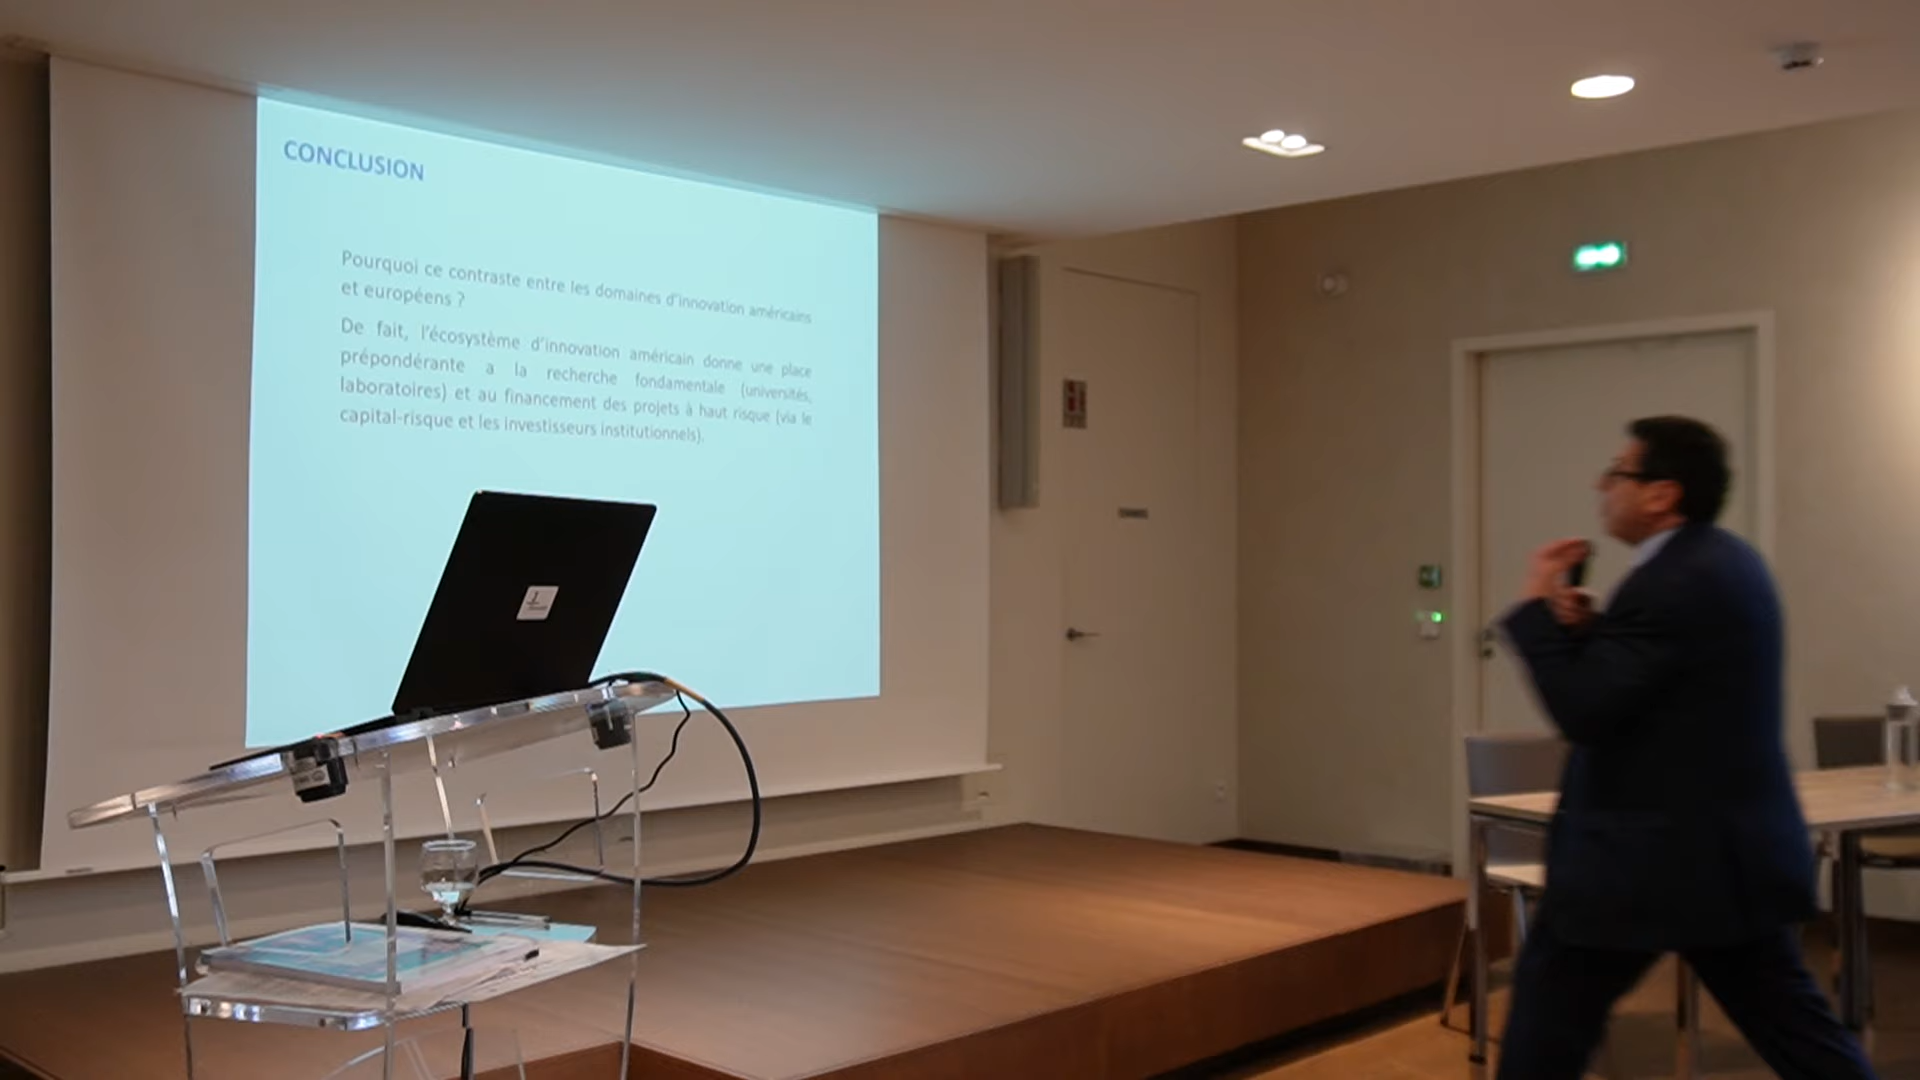 CONCLUSION
Pourquoi ce contraste entre les domaines d'innovation américains
et européens ?
De fait, l'écosystème d'innovation américain donne une place
prépondérante a la recherche fondamentale (universités,
laboratoires) et au financement des projets à haut risque (via le
capital-risque et les investisseurs institutionnels).